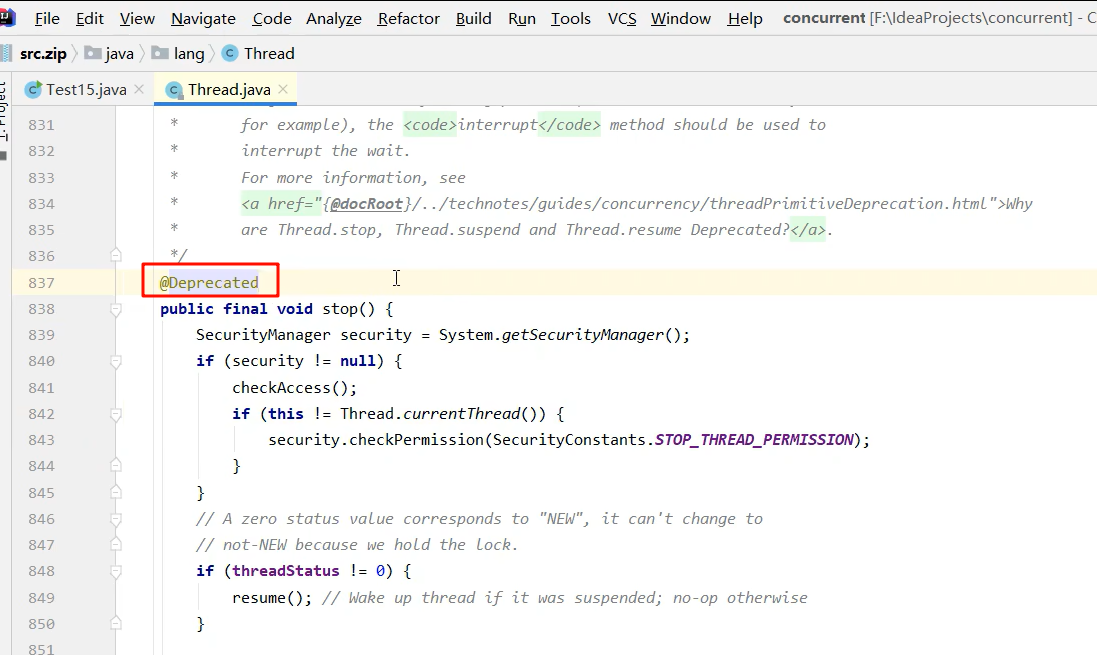 File Edit View Navigate Code Analyze Refactor Build Run Tools VCS Window Help concurrent [F:\IdeaProjects\concurrent] - C
src.zip java lang Thread
Test15.java Thread.java
831 * for example), the <code>interrupt</code> method should be used to
832 * interrupt the wait.
833 * For more information, see
834 * <a href="{@docRoot}/../technotes/guides/concurrency/threadPrimitiveDeprecation.html">Why
835 * are Thread.stop, Thread.suspend and Thread.resume Deprecated?</a>.
836 */
837 @Deprecated
838 public final void stop() {
839 SecurityManager security = System.getSecurityManager();
840 if (security != null) {
841 checkAccess();
842 if (this != Thread.currentThread()) {
843 security.checkPermission(SecurityConstants.STOP_THREAD_PERMISSION);
844 }
845 }
846 // A zero status value corresponds to "NEW", it can't change to
847 // not-NEW because we hold the lock.
848 if (threadStatus != 0) {
849 resume(); // Wake up thread if it was suspended; no-op otherwise
850 }
851